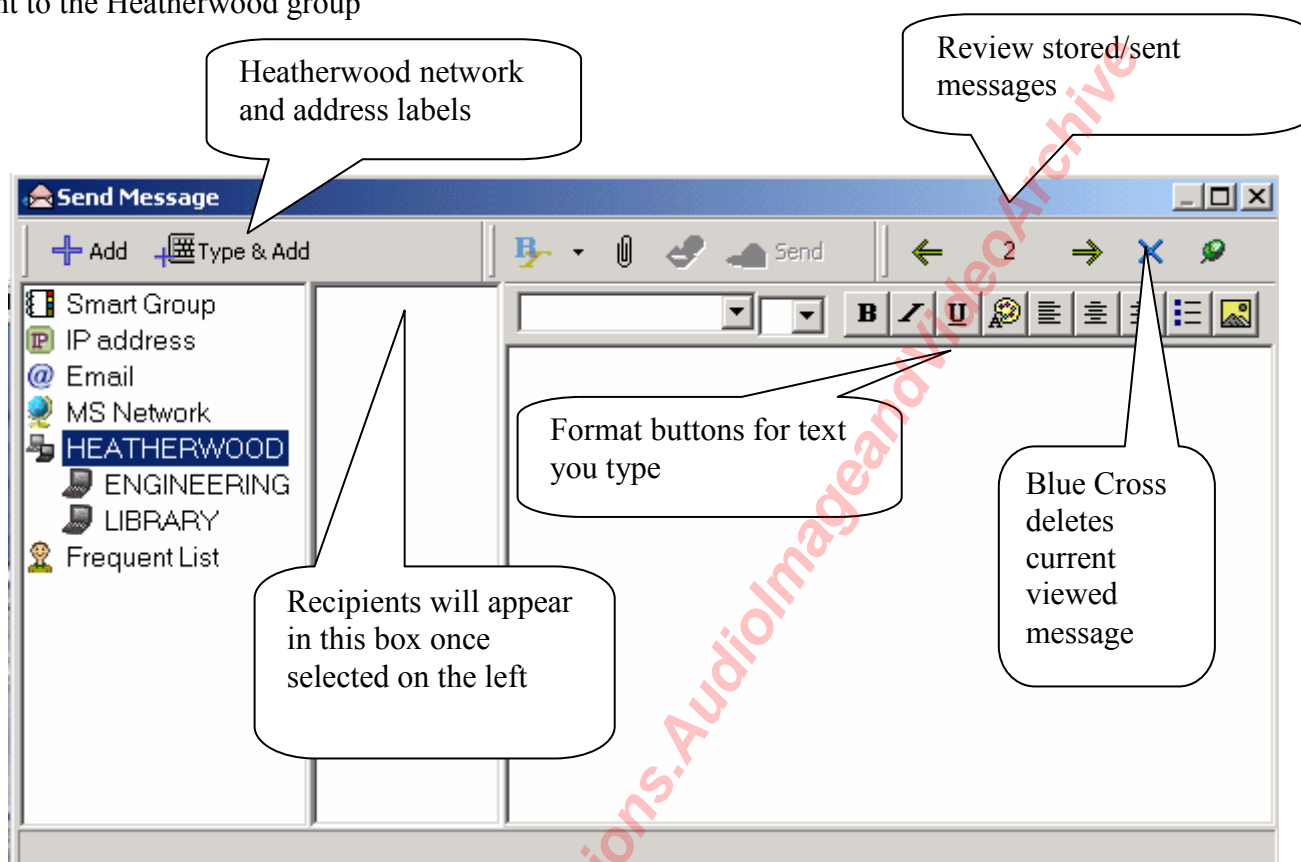 nt to the Heatherwood group
Heatherwood network
and address labels
Review stored/sent
messages
Send Message
Add Type & Add Send 2
Smart Group
IP address
Email
MS Network
HEATHERWOOD
ENGINEERING
LIBRARY
Frequent List
B I U
Format buttons for text
you type
Recipients will appear
in this box once
selected on the left
Blue Cross
deletes
current
viewed
message
ions.AudioImageandVideoArchive